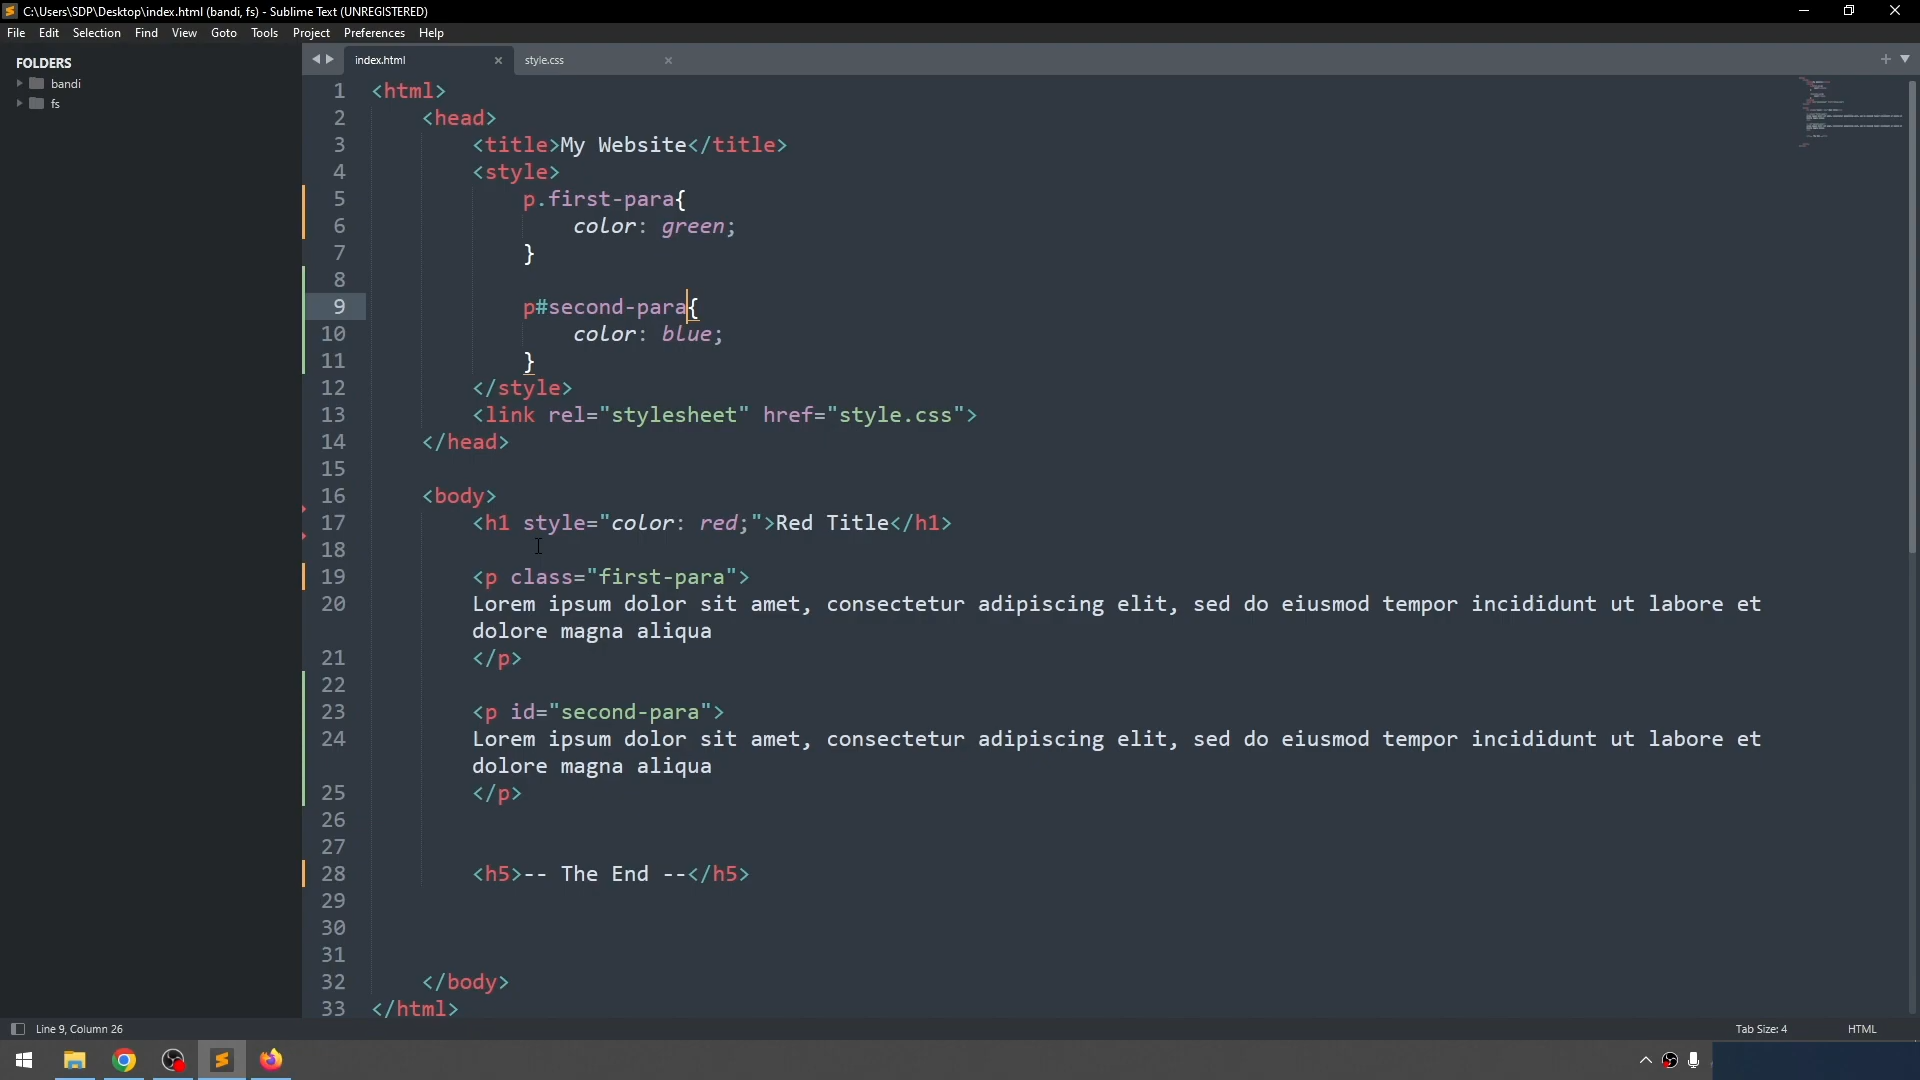 C:\Users\SDP\Desktop\index.html (bandi, fs) - Sublime Text (UNREGISTERED)
File Edit Selection Find View Goto Tools Project Preferences Help
FOLDERS
bandi
fs
index.html
style.css
1 <html>
2 <head>
3 <title>My Website</title>
4 <style>
5 p.first-para{
6 color: green;
7 }
8
9 p#second-para{
10 color: blue;
11 }
12 </style>
13 <link rel="stylesheet" href="style.css">
14 </head>
15
16 <body>
17 <h1 style="color: red;">Red Title</h1>
18
19 <p class="first-para">
20 Lorem ipsum dolor sit amet, consectetur adipiscing elit, sed do eiusmod tempor incididunt ut labore et
dolore magna aliqua
21 </p>
22
23 <p id="second-para">
24 Lorem ipsum dolor sit amet, consectetur adipiscing elit, sed do eiusmod tempor incididunt ut labore et
dolore magna aliqua
25 </p>
26
27
28 <h5>-- The End --</h5>
29
30
31
32 </body>
33 </html>
Line 9, Column 26
Tab Size: 4
HTML